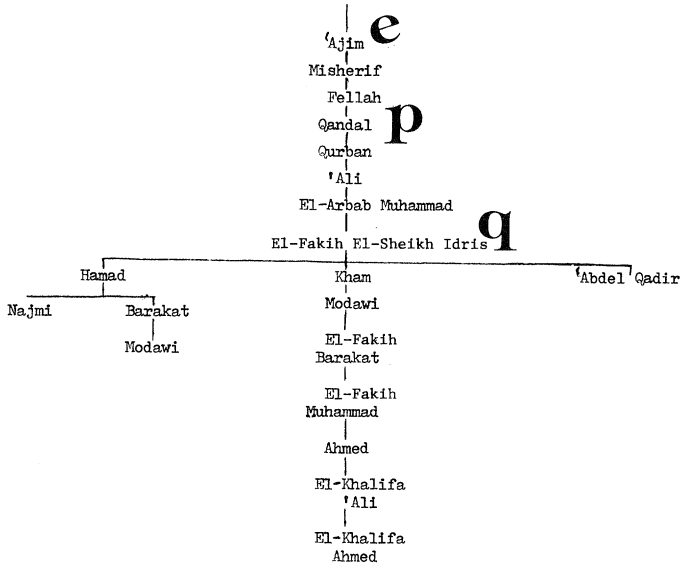 'Ajim e
Misherif
Fellah
Qandal p
Qurban
'Ali
El-Arbab Muhammad
El-Fakih El-Sheikh Idris q
Hamad Kham 'Abdel Qadir
Najmi Barakat Modawi
Modawi
El-Fakih
Barakat
El-Fakih
Muhammad
Ahmed
El-Khalifa
'Ali
El-Khalifa
Ahmed